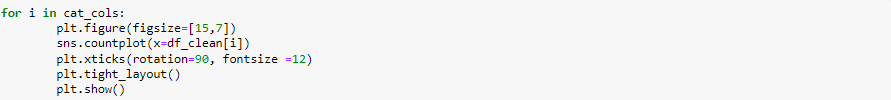 for i in cat_cols:
        plt.figure(figsize=[15,7])
        sns.countplot(x=df_clean[i])
        plt.xticks(rotation=90, fontsize =12)
        plt.tight_layout()
        plt.show()